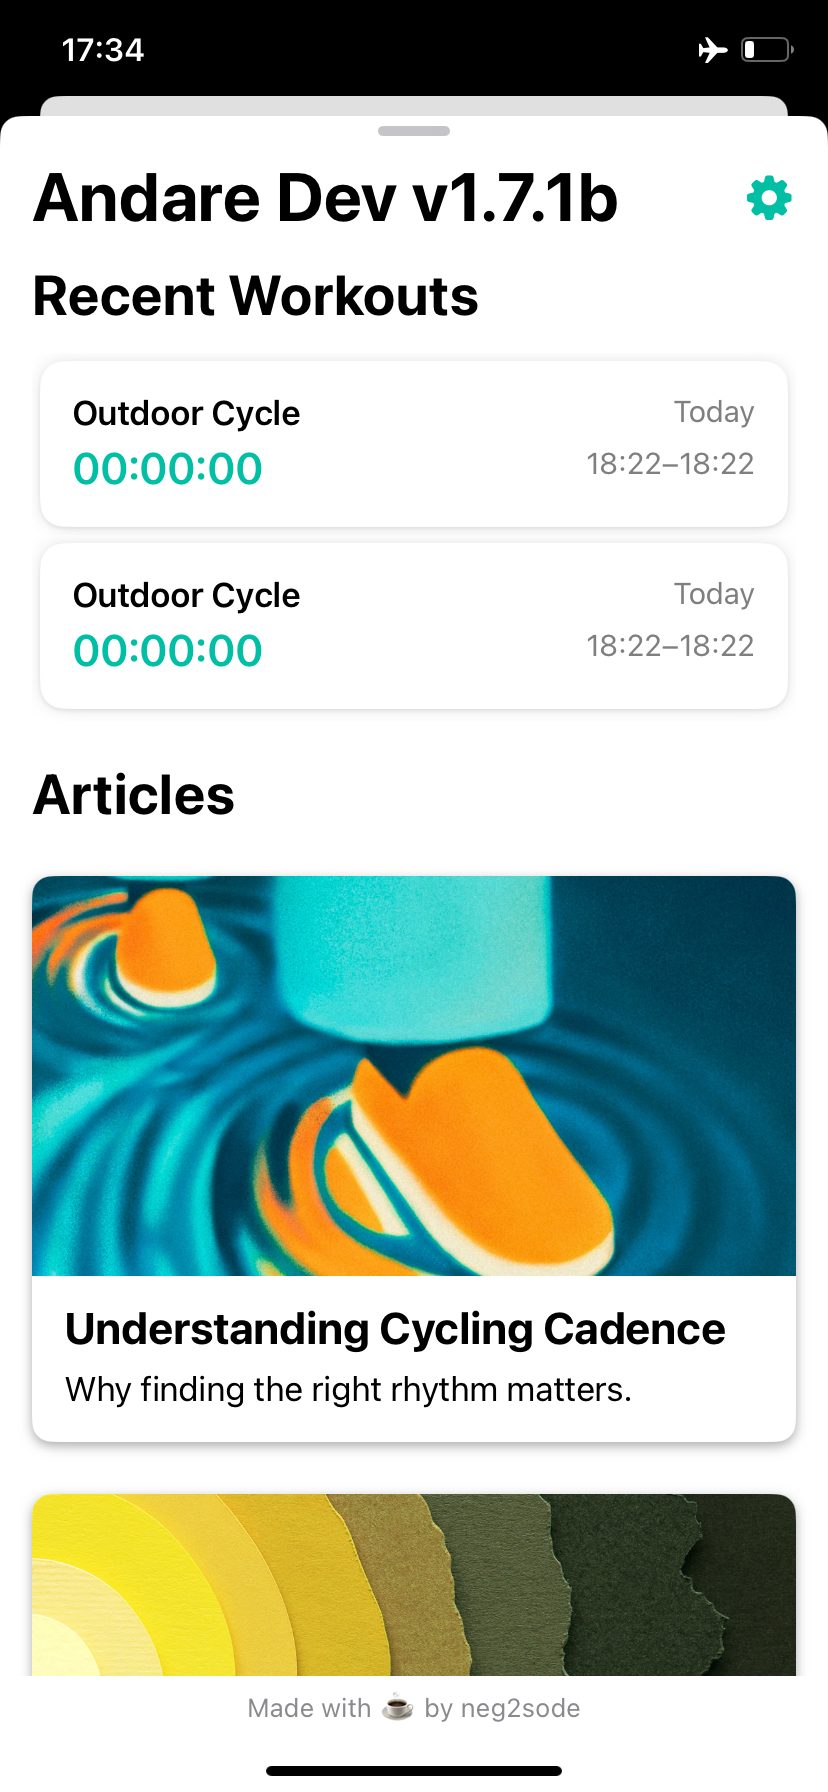 17:34
Andare Dev v1.7.1b
Recent Workouts
Outdoor Cycle
Today
00:00:00
18:22–18:22
Outdoor Cycle
Today
00:00:00
18:22–18:22
Articles
Understanding Cycling Cadence
Why finding the right rhythm matters.
Made with ☕ by neg2sode